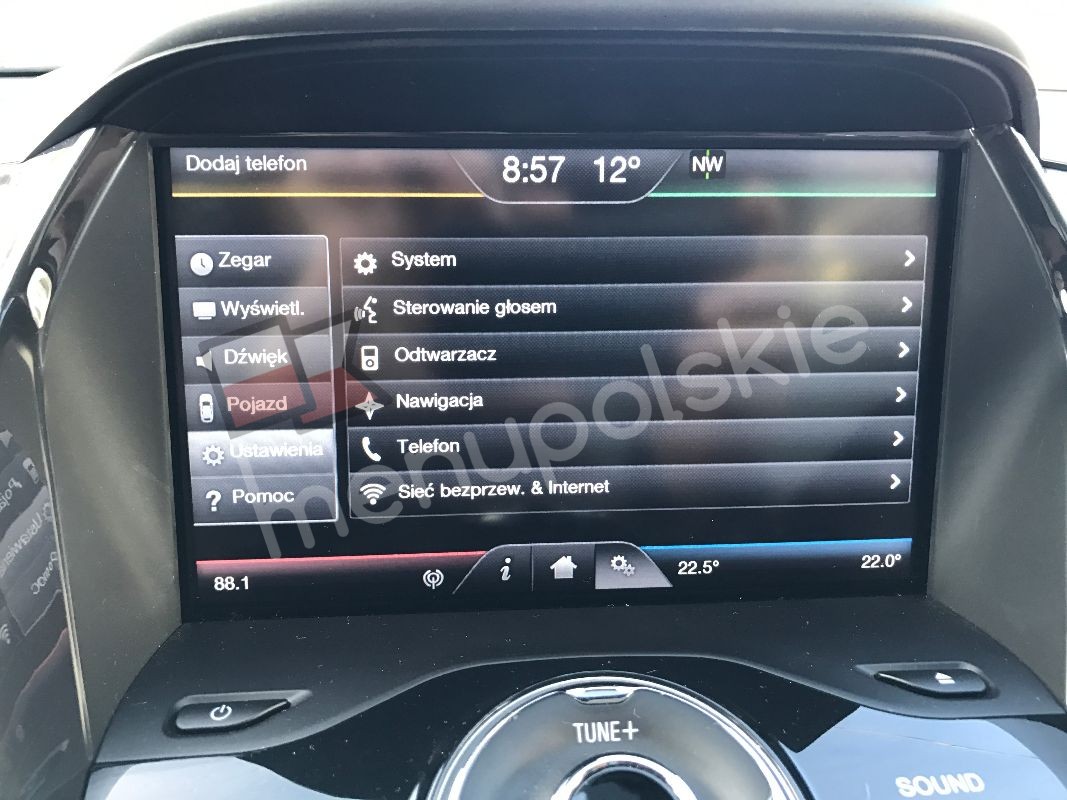 Dodaj telefon
8:57 12° NW
Zegar
Wyświetl.
Dźwięk
Pojazd
Ustawienia
Pomoc
System
Sterowanie głosem
Odtwarzacz
Nawigacja
Telefon
Sieć bezprzew. & Internet
88.1
i
22.5°
22.0°
menupolskie
TUNE+
SOUND